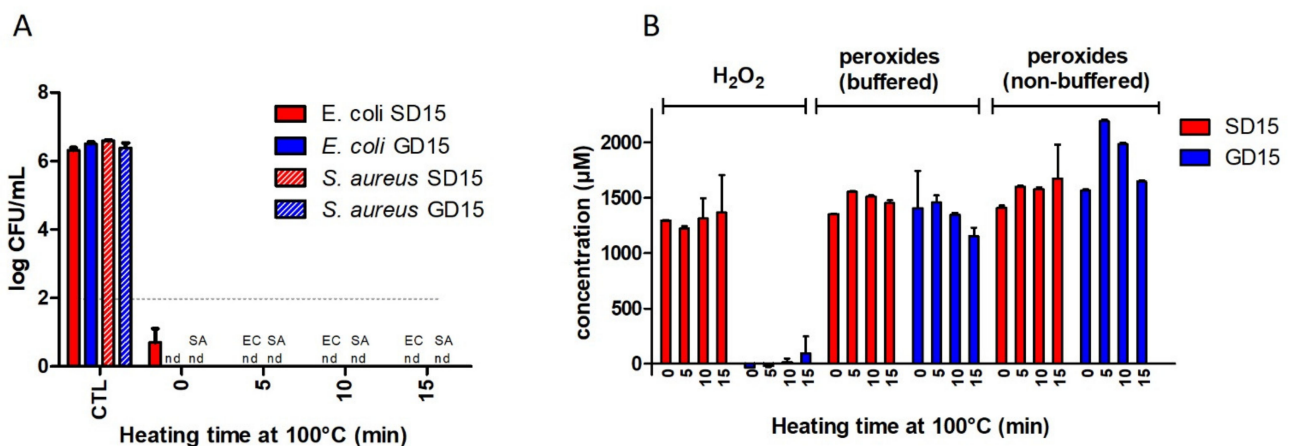 A
log CFU/mL
8
6
4
2
0
E. coli SD15
E. coli GD15
S. aureus SD15
S. aureus GD15
SA EC SA EC SA EC SA
nd nd nd nd nd nd nd nd
CTL 0 5 10 15
Heating time at 100°C (min)
B
H₂O₂
peroxides
(buffered)
peroxides
(non-buffered)
SD15
GD15
concentration (µM)
2000
1500
1000
500
0
0 5 10 15 0 5 10 15 0 5 10 15 0 5 10 15 0 5 10 15 0 5 10 15
Heating time at 100°C (min)